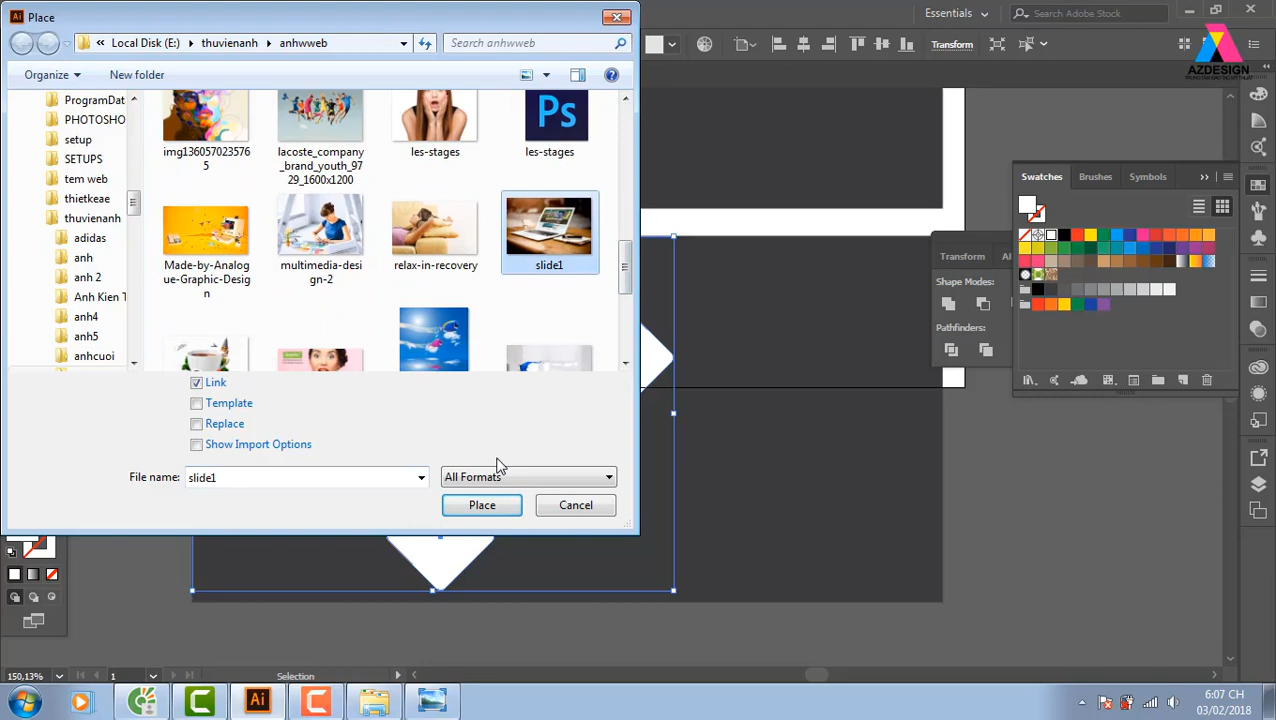 Place
Essentials
Search Adobe Stock
Local Disk (E:)
thuvienanh
anhwweb
Search anhwweb
Transform
AZDESIGN
Organize
New folder
ProgramDat
PHOTOSHO
setup
SETUPS
tem web
thietkeae
thuvienanh
adidas
anh
anh 2
Anh Kien T
anh4
anh5
anhcuoi
img136057023576
5
lacoste_company
_brand_youth_97
29_1600x1200
les-stages
Ps
les-stages
Made-by-Analog
ue-Graphic-Desig
n
multimedia-desi
gn-2
relax-in-recovery
slide1
Swatches
Brushes
Symbols
Transform
Shape Modes:
Pathfinders:
Link
Template
Replace
Show Import Options
File name:
slide1
All Formats
Place
Cancel
150,13%
1
Selection
Ai
6:07 CH
03/02/2018